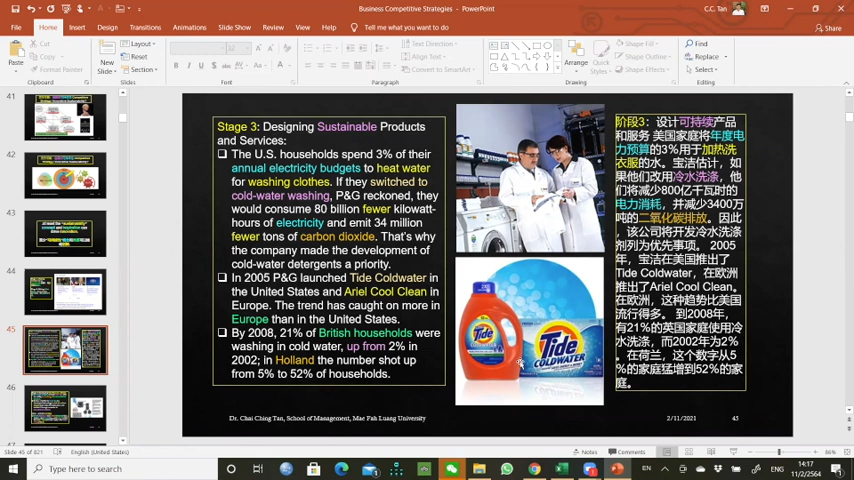 Business Competitive Strategies - PowerPoint
C.C. Tan
File Home Insert Design Transitions Animations Slide Show Review View Help Tell me what you want to do
Share
Cut
Copy
Format Painter
Paste
Clipboard
New
Slide
Layout
Reset
Section
Slides
Font
Text Direction
Align Text
Convert to SmartArt
Paragraph
Arrange
Quick
Styles
Shape Fill
Shape Outline
Shape Effects
Drawing
Find
Replace
Select
Editing
41
42
43
44
45
46
Stage 3: Designing Sustainable Products
and Services:
The U.S. households spend 3% of their
annual electricity budgets to heat water
for washing clothes. If they switched to
cold-water washing, P&G reckoned, they
would consume 80 billion fewer kilowatt-
hours of electricity and emit 34 million
fewer tons of carbon dioxide. That's why
the company made the development of
cold-water detergents a priority.
In 2005 P&G launched Tide Coldwater in
the United States and Ariel Cool Clean in
Europe. The trend has caught on more in
Europe than in the United States.
By 2008, 21% of British households were
washing in cold water, up from 2% in
2002; in Holland the number shot up
from 5% to 52% of households.
Tide
Tide
COLDWATER
阶段3：设计可持续产品
和服务 美国家庭将年度电
力预算的3%用于加热洗
衣服的水。宝洁估计，如
果他们改用冷水洗涤，他
们将减少800亿千瓦时的
电力消耗，并减少3400万
吨的二氧化碳排放。因此
，该公司将开发冷水洗涤
剂列为优先事项。 2005
年，宝洁在美国推出了
Tide Coldwater，在欧洲
推出了Ariel Cool Clean。
在欧洲，这种趋势比美国
流行得多。 到2008年，
有21%的英国家庭使用冷
水洗涤，而2002年为2%
。在荷兰，这个数字从5
%的家庭猛增到52%的家
庭。
Dr. Chai Ching Tan, School of Management, Mae Fah Luang University
2/11/2021
45
Slide 45 of 821
English (United States)
Notes
Comments
86%
Type here to search
EN
ENG
14:17
11/2/2564